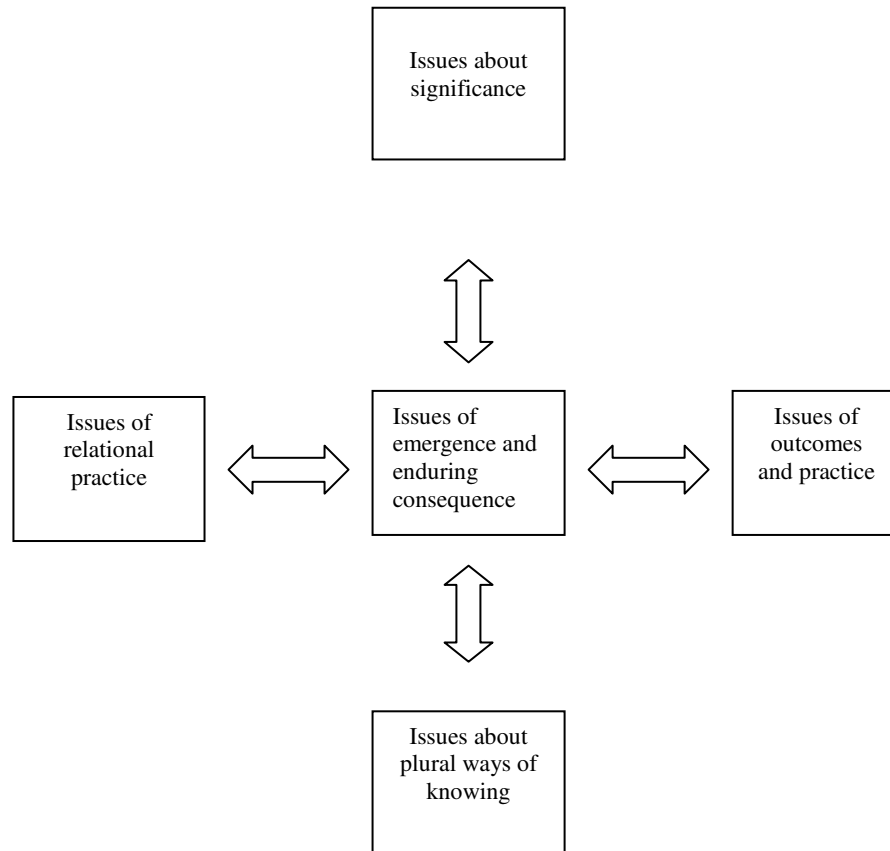 Issues about
significance
Issues of
relational
practice
Issues of
emergence and
enduring
consequence
Issues of
outcomes
and practice
Issues about
plural ways of
knowing